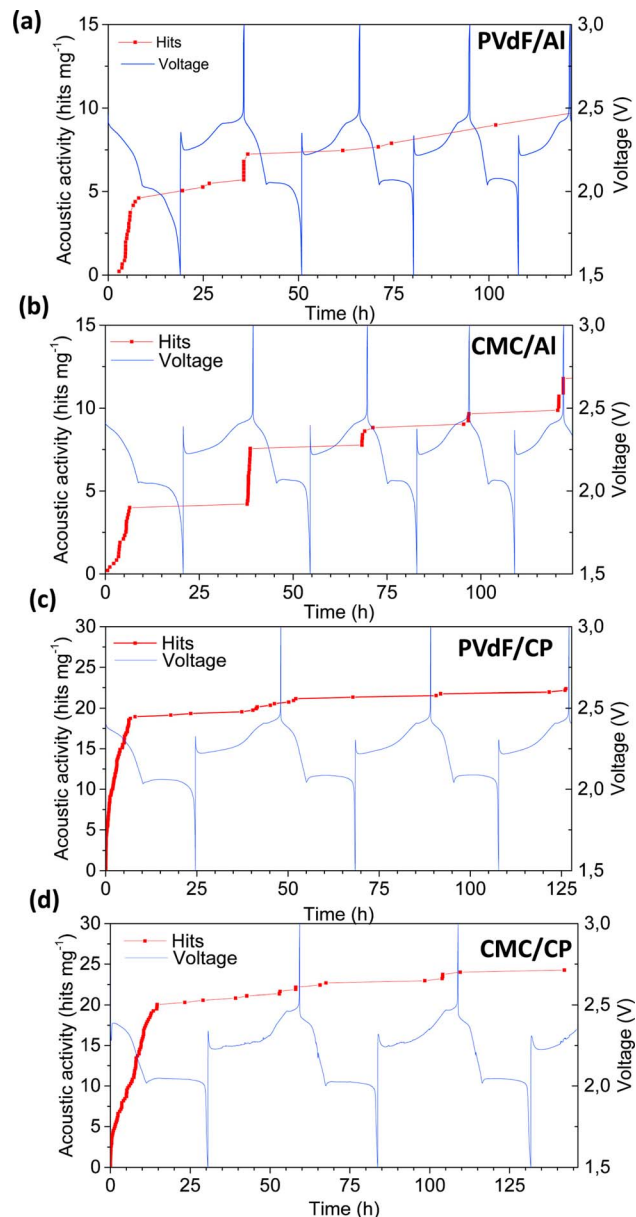 (a)
PVdF/Al
Hits
Voltage
Acoustic activity (hits mg⁻¹)
15
10
5
0
3,0
2,5
2,0
1,5
Voltage (V)
0 25 50 75 100
Time (h)
(b)
CMC/Al
Hits
Voltage
Acoustic activity (hits mg⁻¹)
15
10
5
0
3,0
2,5
2,0
1,5
Voltage (V)
0 25 50 75 100
Time (h)
(c)
PVdF/CP
Hits
Voltage
Acoustic activity (hits mg⁻¹)
30
25
20
15
10
5
0
3,0
2,5
2,0
1,5
Voltage (V)
0 25 50 75 100 125
Time (h)
(d)
CMC/CP
Hits
Voltage
Acoustic activity (hits mg⁻¹)
30
25
20
15
10
5
0
3,0
2,5
2,0
1,5
Voltage (V)
0 25 50 75 100 125
Time (h)